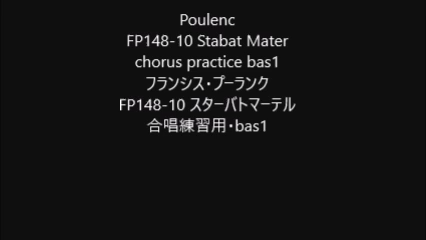 Poulenc
FP148-10 Stabat Mater
chorus practice bas1
フランシス・プーランク
FP148-10 スターバトマーテル
合唱練習用・bas1